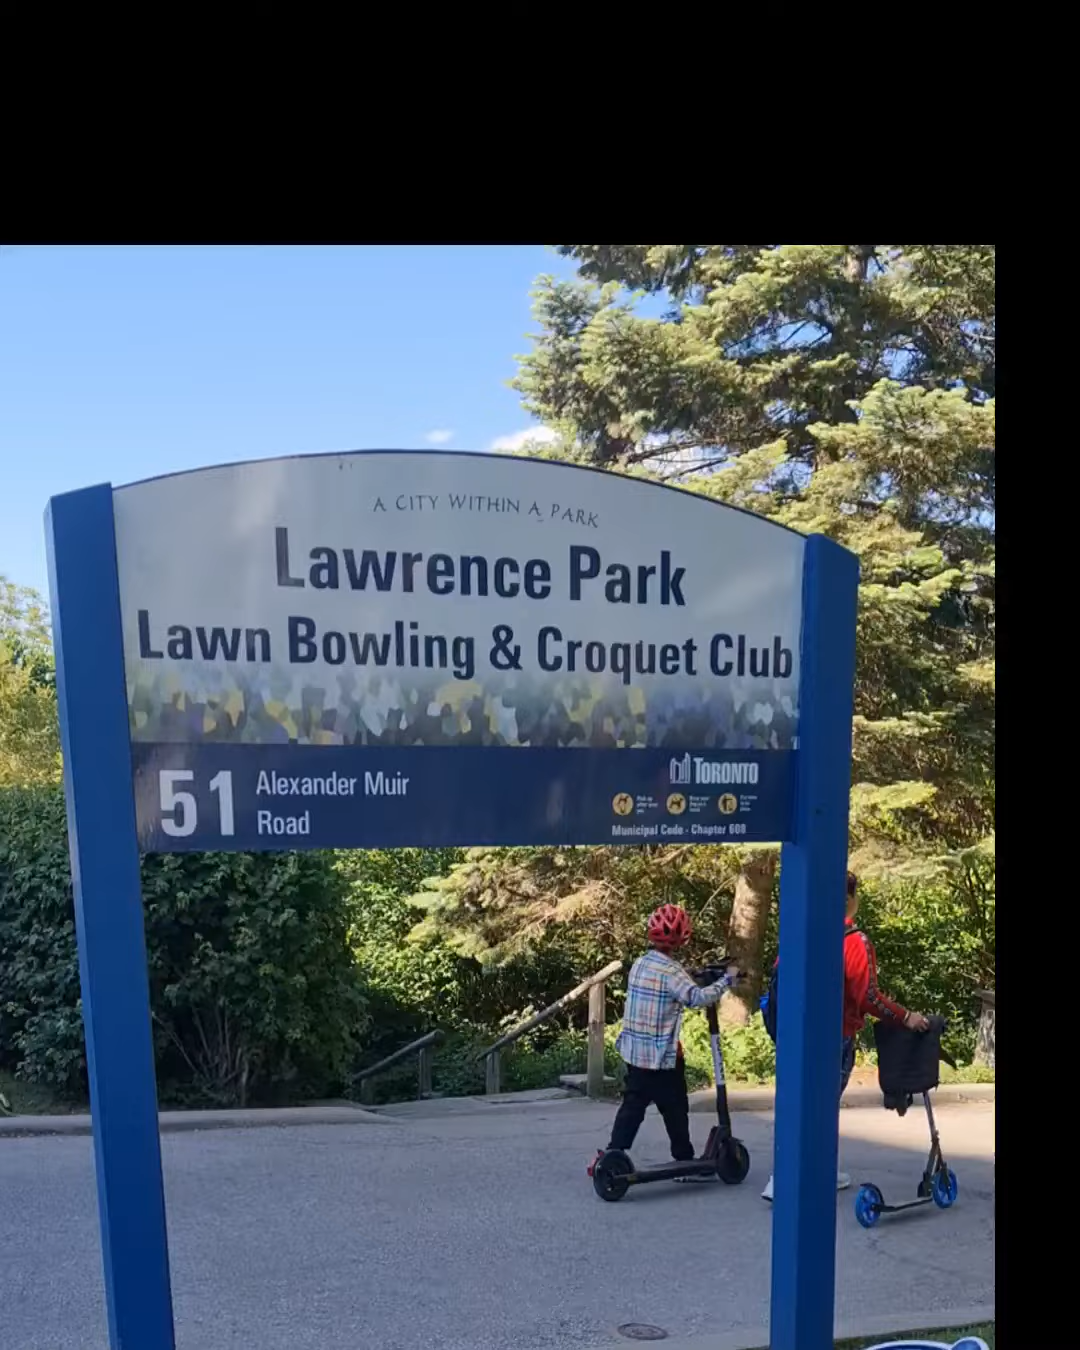 A CITY WITHIN A PARK
Lawrence Park
Lawn Bowling & Croquet Club
51 Alexander Muir
Road
TORONTO
Municipal Code - Chapter 608